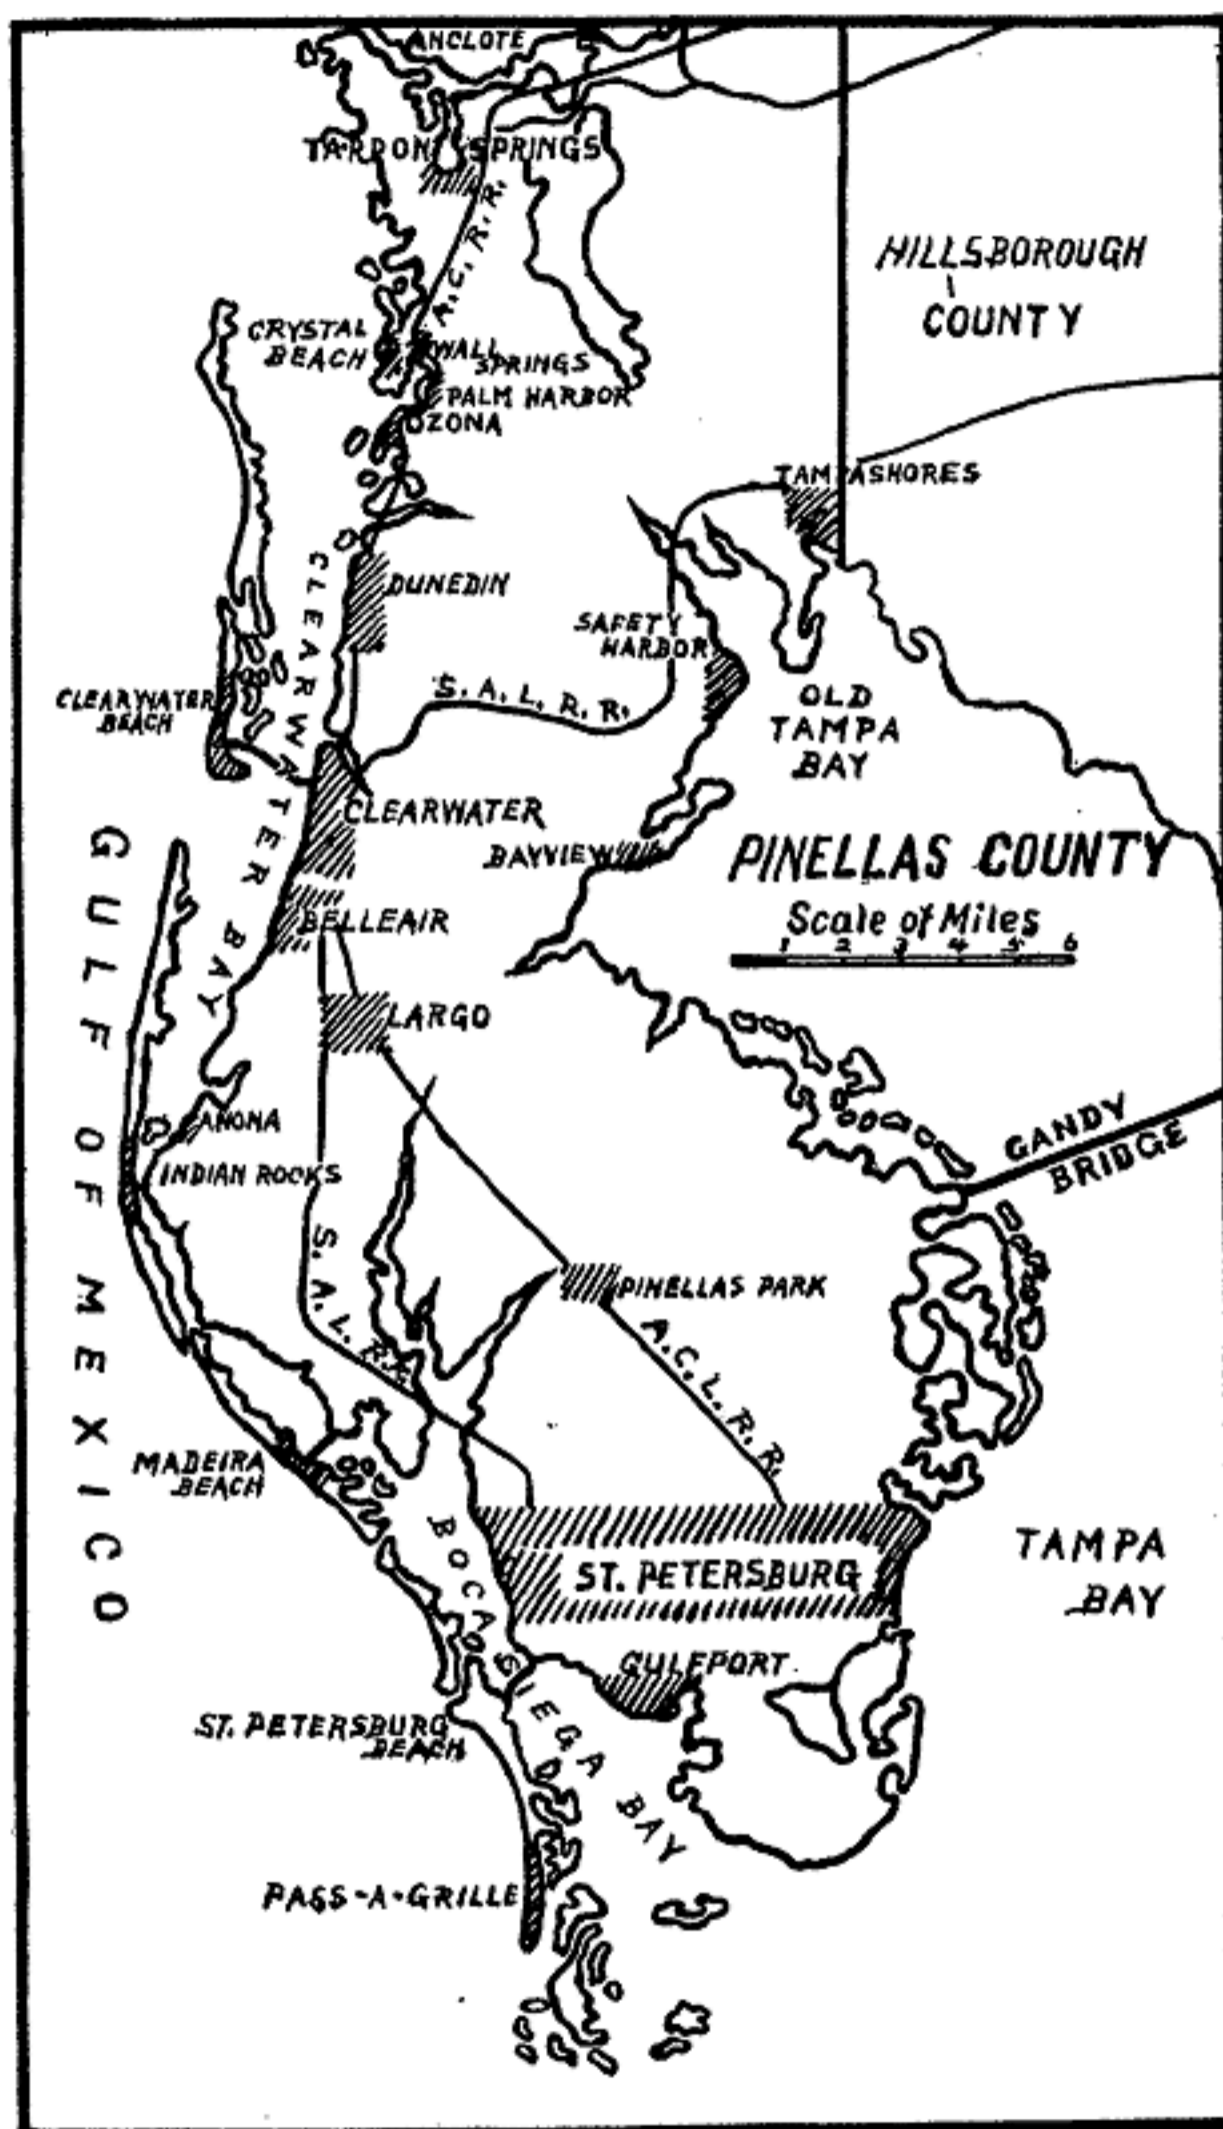 ANCLOTE
TARPON SPRINGS
A.C.R.R.
HILLSBOROUGH
COUNTY
CRYSTAL
BEACH
WALL
SPRINGS
PALM HARBOR
OZONA
TAMPASHORES
CLEARWATER BAY
DUNEDIN
SAFETY
HARBOR
CLEARWATER
BEACH
S.A.L.R.R.
OLD
TAMPA
BAY
CLEARWATER
BAYVIEW
PINELLAS COUNTY
Scale of Miles
1 2 3 4 5 6
BELLEAIR
GULF OF MEXICO
LARGO
ANONA
GANDY
BRIDGE
INDIAN ROCKS
S.A.L.R.R.
PINELLAS PARK
A.C.L.R.R.
MADEIRA
BEACH
BOCA GIEGA BAY
TAMPA
BAY
ST. PETERSBURG
GULFPORT
ST. PETERSBURG
BEACH
PASS-A-GRILLE